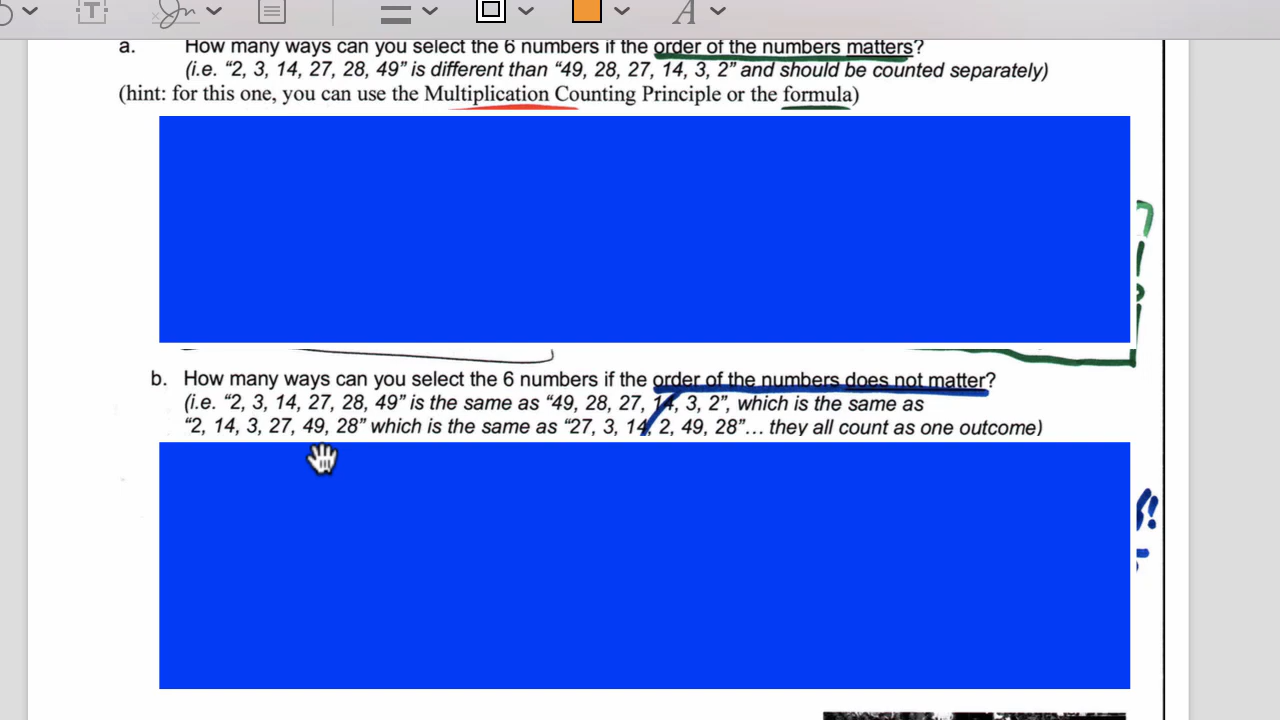 a. How many ways can you select the 6 numbers if the order of the numbers matters?
(i.e. “2, 3, 14, 27, 28, 49” is different than “49, 28, 27, 14, 3, 2” and should be counted separately)
(hint: for this one, you can use the Multiplication Counting Principle or the formula)
b. How many ways can you select the 6 numbers if the order of the numbers does not matter?
(i.e. “2, 3, 14, 27, 28, 49” is the same as “49, 28, 27, 14, 3, 2”, which is the same as
“2, 14, 3, 27, 49, 28” which is the same as “27, 3, 14, 2, 49, 28”… they all count as one outcome)